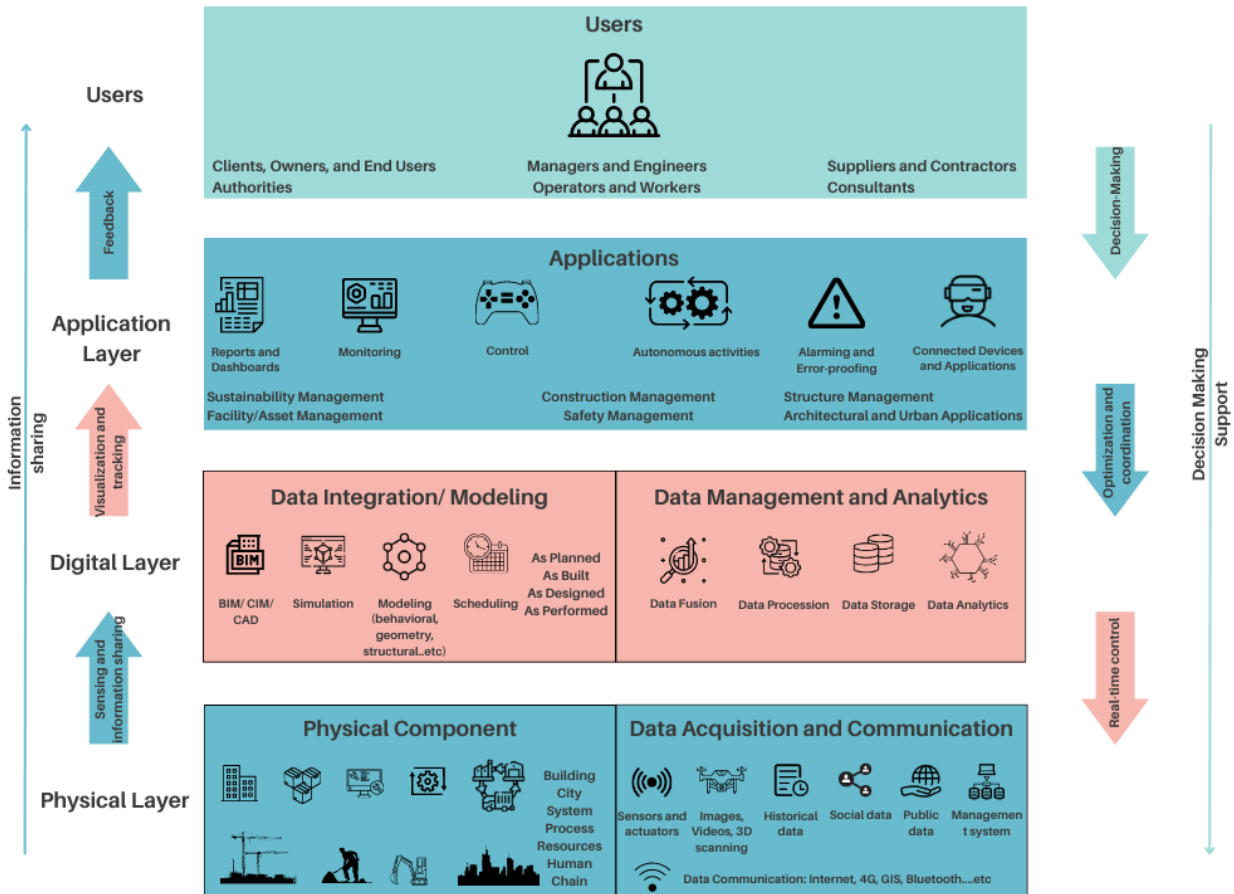 Users
Users
Clients, Owners, and End Users
Authorities
Managers and Engineers
Operators and Workers
Suppliers and Contractors
Consultants
Feedback
Decision-Making
Information
sharing
Decision Making
Support
Application
Layer
Applications
Reports and
Dashboards
Monitoring
Control
Autonomous activities
Alarming and
Error-proofing
Connected Devices
and Applications
Sustainability Management
Facility/Asset Management
Construction Management
Safety Management
Structure Management
Architectural and Urban Applications
Visualization and
tracking
Optimization and
coordination
Digital Layer
Data Integration/ Modeling
BIM
BIM/ CIM/
CAD
Simulation
Modeling
(behavioral,
geometry,
structural..etc)
Scheduling
As Planned
As Built
As Designed
As Performed
Data Management and Analytics
Data Fusion
Data Procession
Data Storage
Data Analytics
Sensing and
information sharing
Real-time control
Physical Layer
Physical Component
Building
City
System
Process
Resources
Human
Chain
Data Acquisition and Communication
Sensors and
actuators
Images,
Videos, 3D
scanning
Historical
data
Social data
Public
data
Managemen
t system
Data Communication: Internet, 4G, GIS, Bluetooth....etc